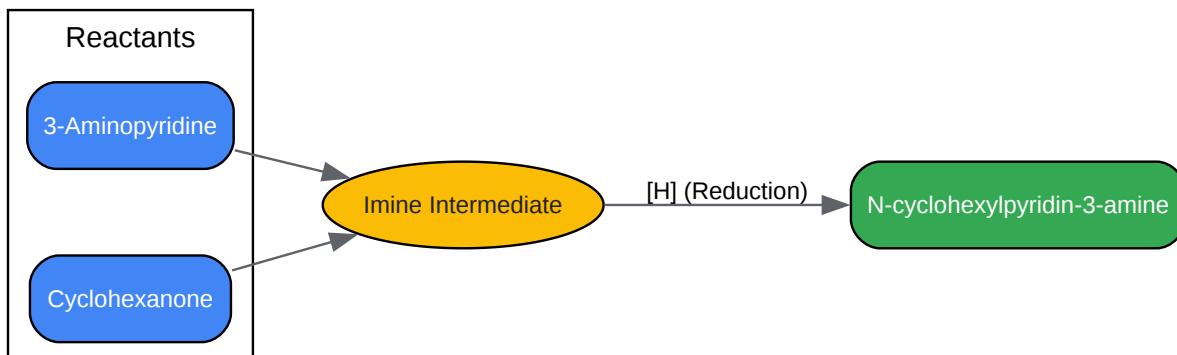 Reactants
3-Aminopyridine
Cyclohexanone
Imine Intermediate
[H] (Reduction)
N-cyclohexylpyridin-3-amine